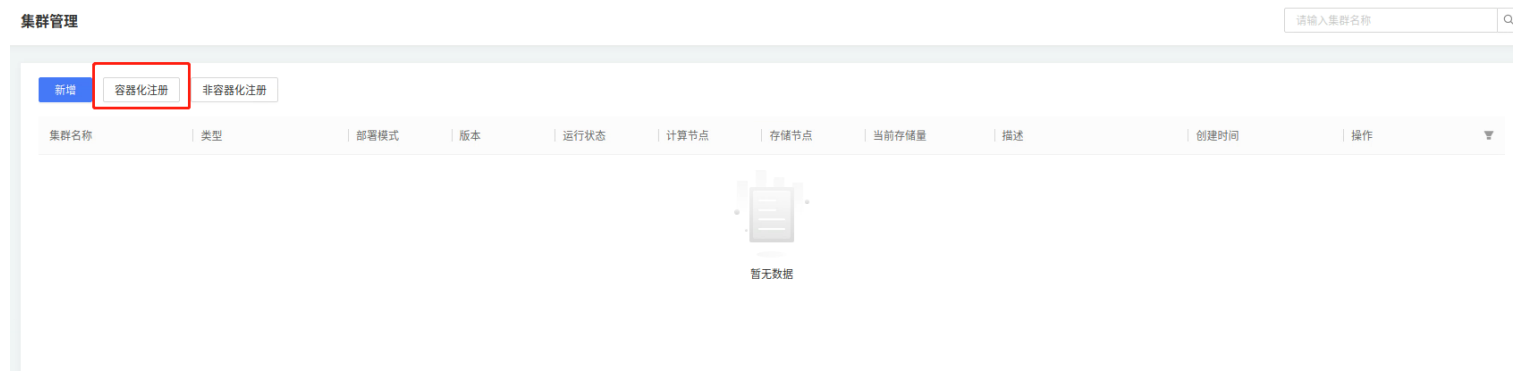 集群管理
请输入集群名称
新增 容器化注册 非容器化注册
集群名称 类型 部署模式 版本 运行状态 计算节点 存储节点 当前存储量 描述 创建时间 操作
暂无数据